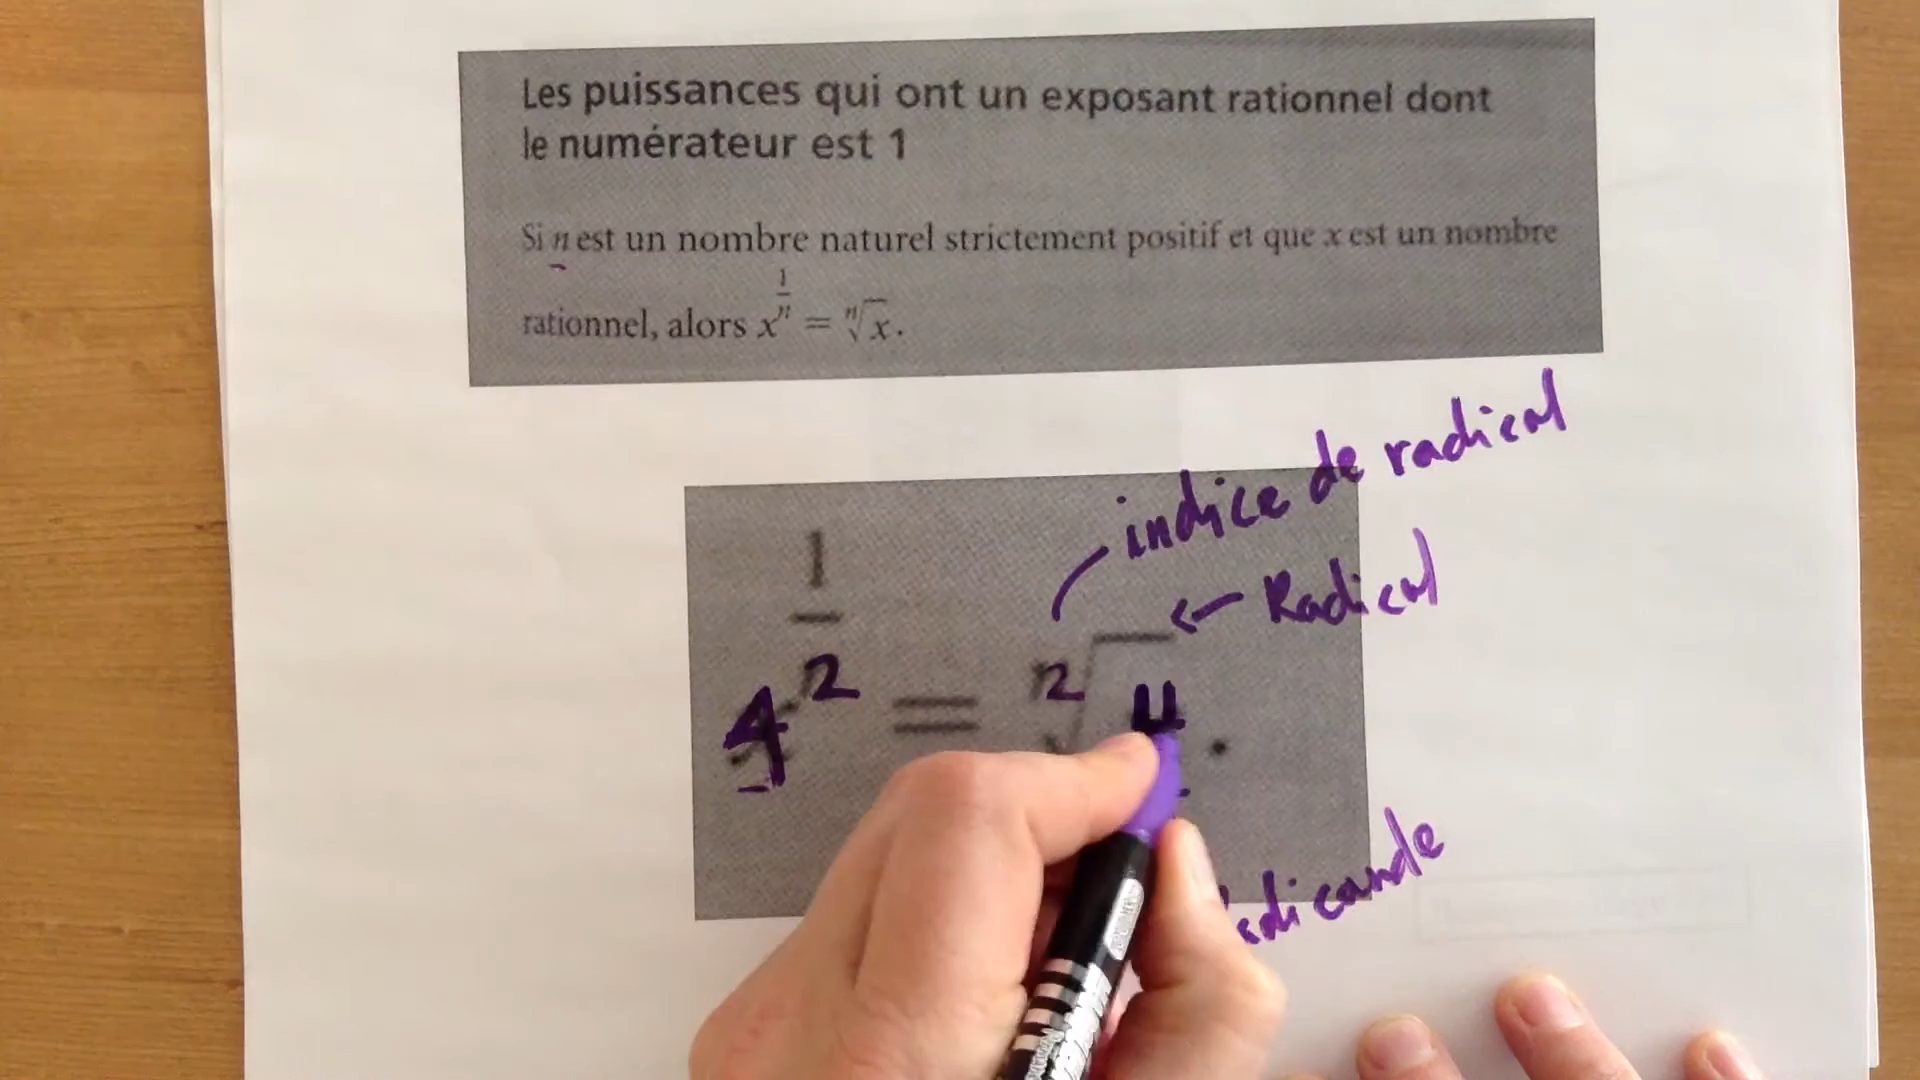 Les puissances qui ont un exposant rationnel dont
le numérateur est 1
Si n est un nombre naturel strictement positif et que x est un nombre
rationnel, alors x^(1/n) = ⁿ√x.
indice de radical
← Radical
4^(1/2) = ²√4.